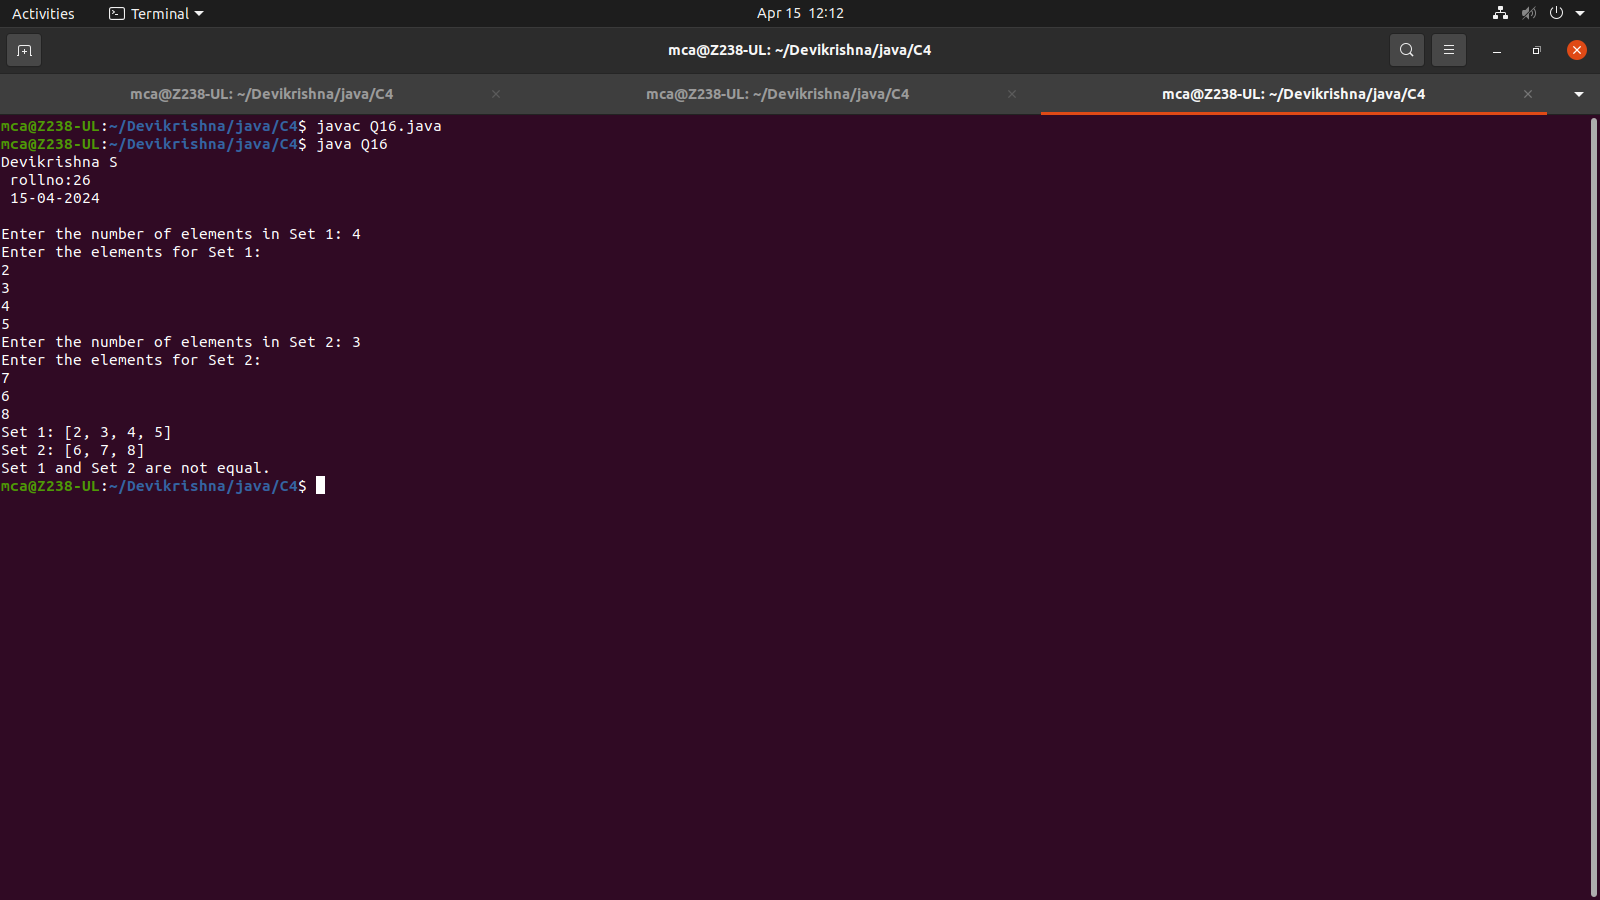 Activities Terminal Apr 15 12:12
mca@Z238-UL: ~/Devikrishna/java/C4
mca@Z238-UL: ~/Devikrishna/java/C4 mca@Z238-UL: ~/Devikrishna/java/C4 mca@Z238-UL: ~/Devikrishna/java/C4
mca@Z238-UL:~/Devikrishna/java/C4$ javac Q16.java
mca@Z238-UL:~/Devikrishna/java/C4$ java Q16
Devikrishna S
 rollno:26
 15-04-2024

Enter the number of elements in Set 1: 4
Enter the elements for Set 1:
2
3
4
5
Enter the number of elements in Set 2: 3
Enter the elements for Set 2:
7
6
8
Set 1: [2, 3, 4, 5]
Set 2: [6, 7, 8]
Set 1 and Set 2 are not equal.
mca@Z238-UL:~/Devikrishna/java/C4$